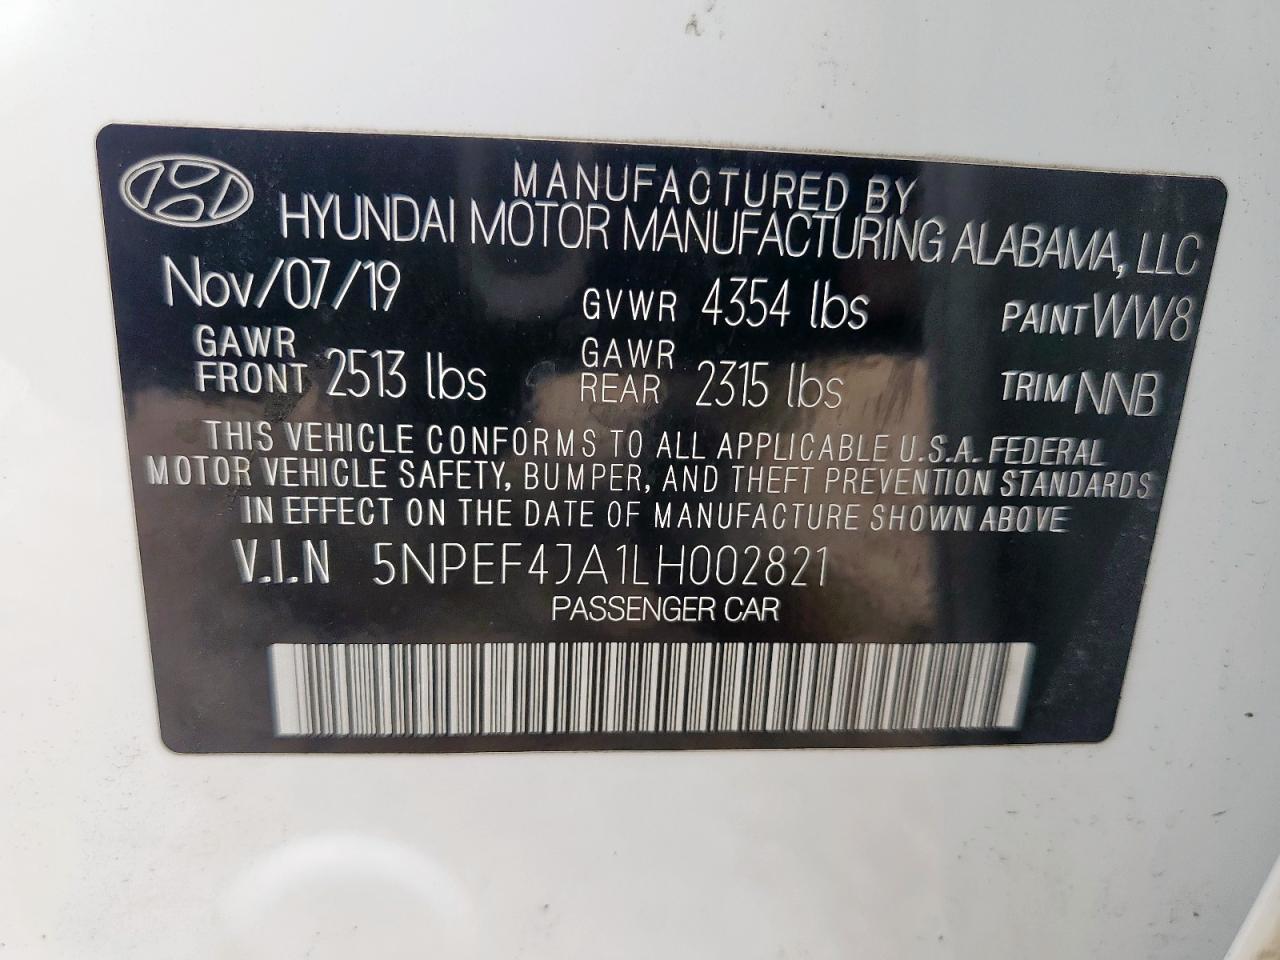 MANUFACTURED BY
HYUNDAI MOTOR MANUFACTURING ALABAMA, LLC
Nov/07/19 GVWR 4354 lbs PAINT WW8
GAWR FRONT 2513 lbs GAWR REAR 2315 lbs TRIM NNB
THIS VEHICLE CONFORMS TO ALL APPLICABLE U.S.A. FEDERAL
MOTOR VEHICLE SAFETY, BUMPER, AND THEFT PREVENTION STANDARDS
IN EFFECT ON THE DATE OF MANUFACTURE SHOWN ABOVE
V.I.N 5NPEF4JA1LH002821
PASSENGER CAR